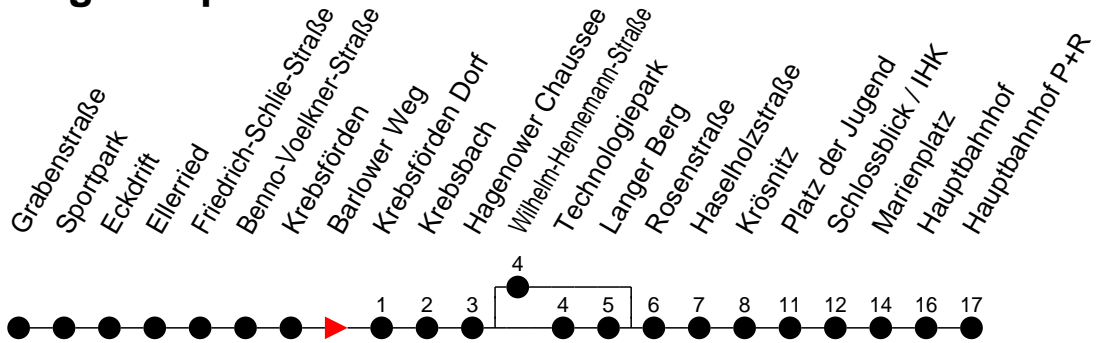 Grabenstraße
Sportpark
Eckdrift
Ellerried
Friedrich-Schlie-Straße
Benno-Voelkner-Straße
Krebsförden
Barlower Weg
Krebsförden Dorf
Krebsbach
Hagenower Chaussee
Wilhelm-Hennemann-Straße
Technologiepark
Langer Berg
Rosenstraße
Haselholzstraße
Krösnitz
Platz der Jugend
Schlossblick / IHK
Marienplatz
Hauptbahnhof
Hauptbahnhof P+R
4
1 2 3 4 5 6 7 8 11 12 14 16 17